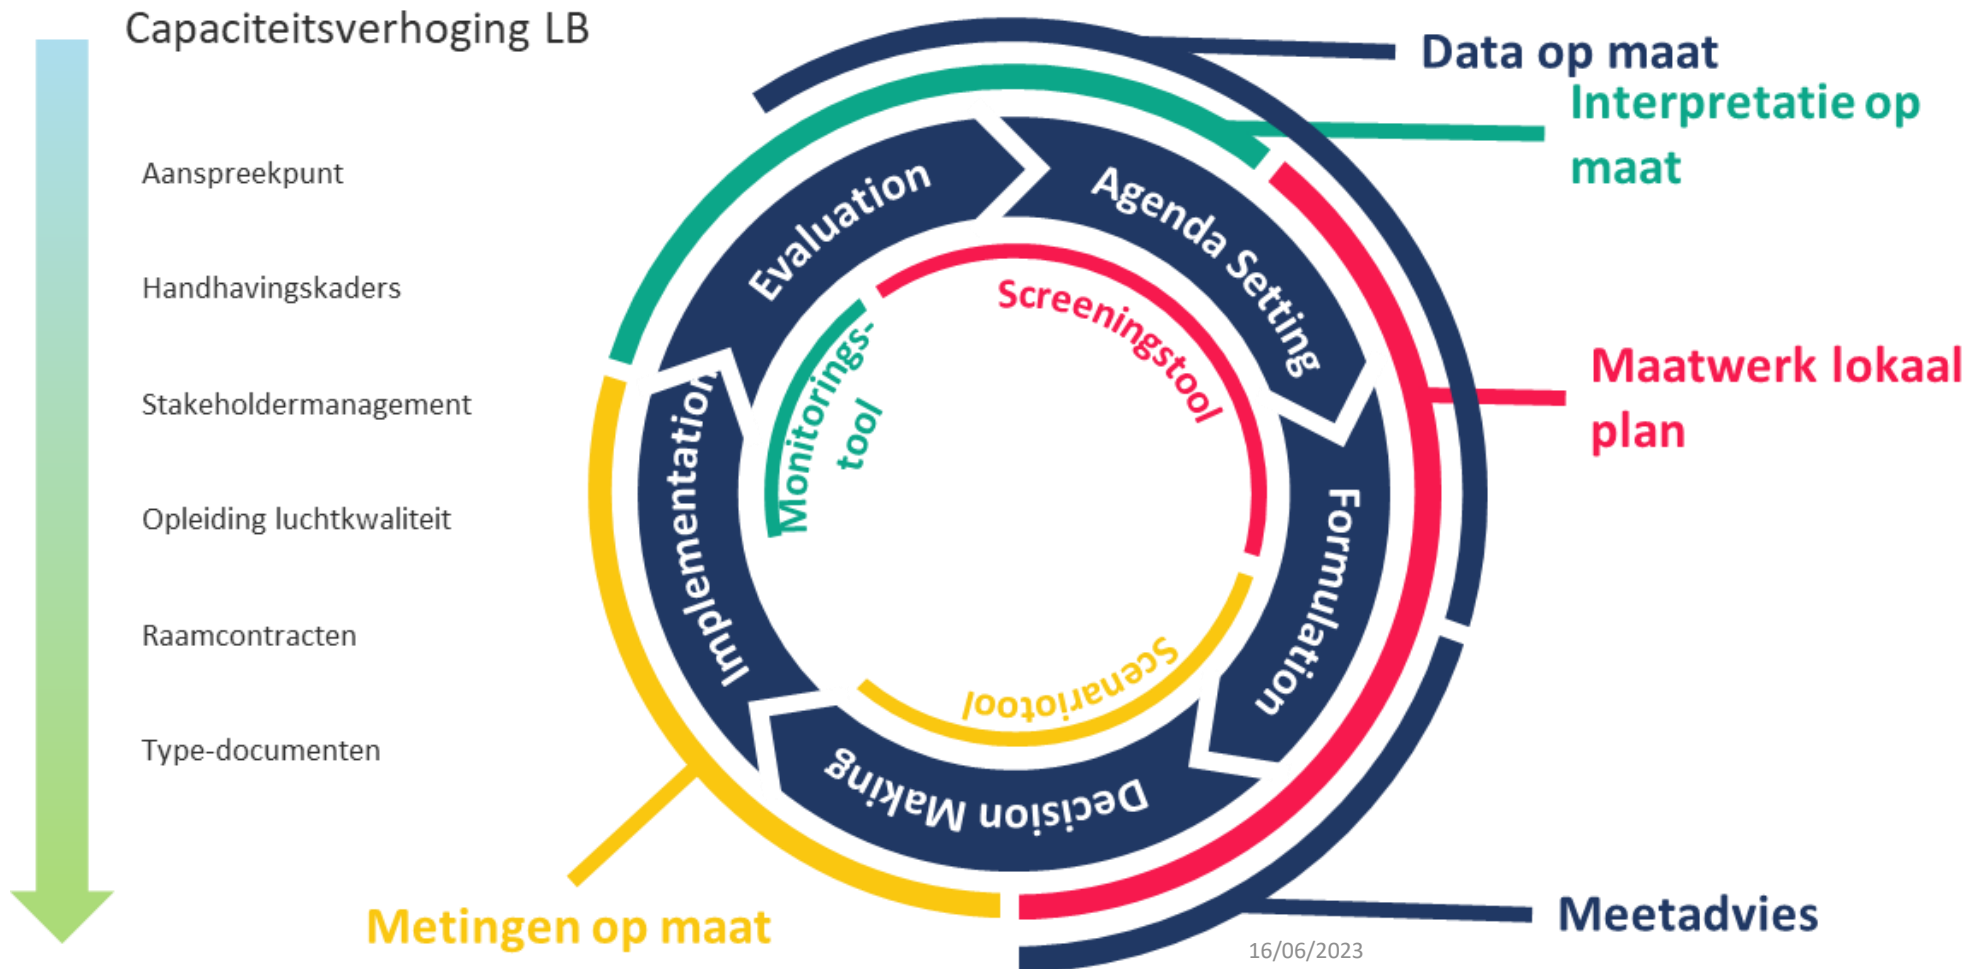 Capaciteitsverhoging LB
Aanspreekpunt
Handhavingskaders
Stakeholdermanagement
Opleiding luchtkwaliteit
Raamcontracten
Type-documenten
Data op maat
Interpretatie op
maat
Maatwerk lokaal
plan
Meetadvies
Metingen op maat
Evaluation
Agenda Setting
Formulation
Decision Making
Implementation
Screeningstool
Monitorings-
tool
Scenariotool
16/06/2023